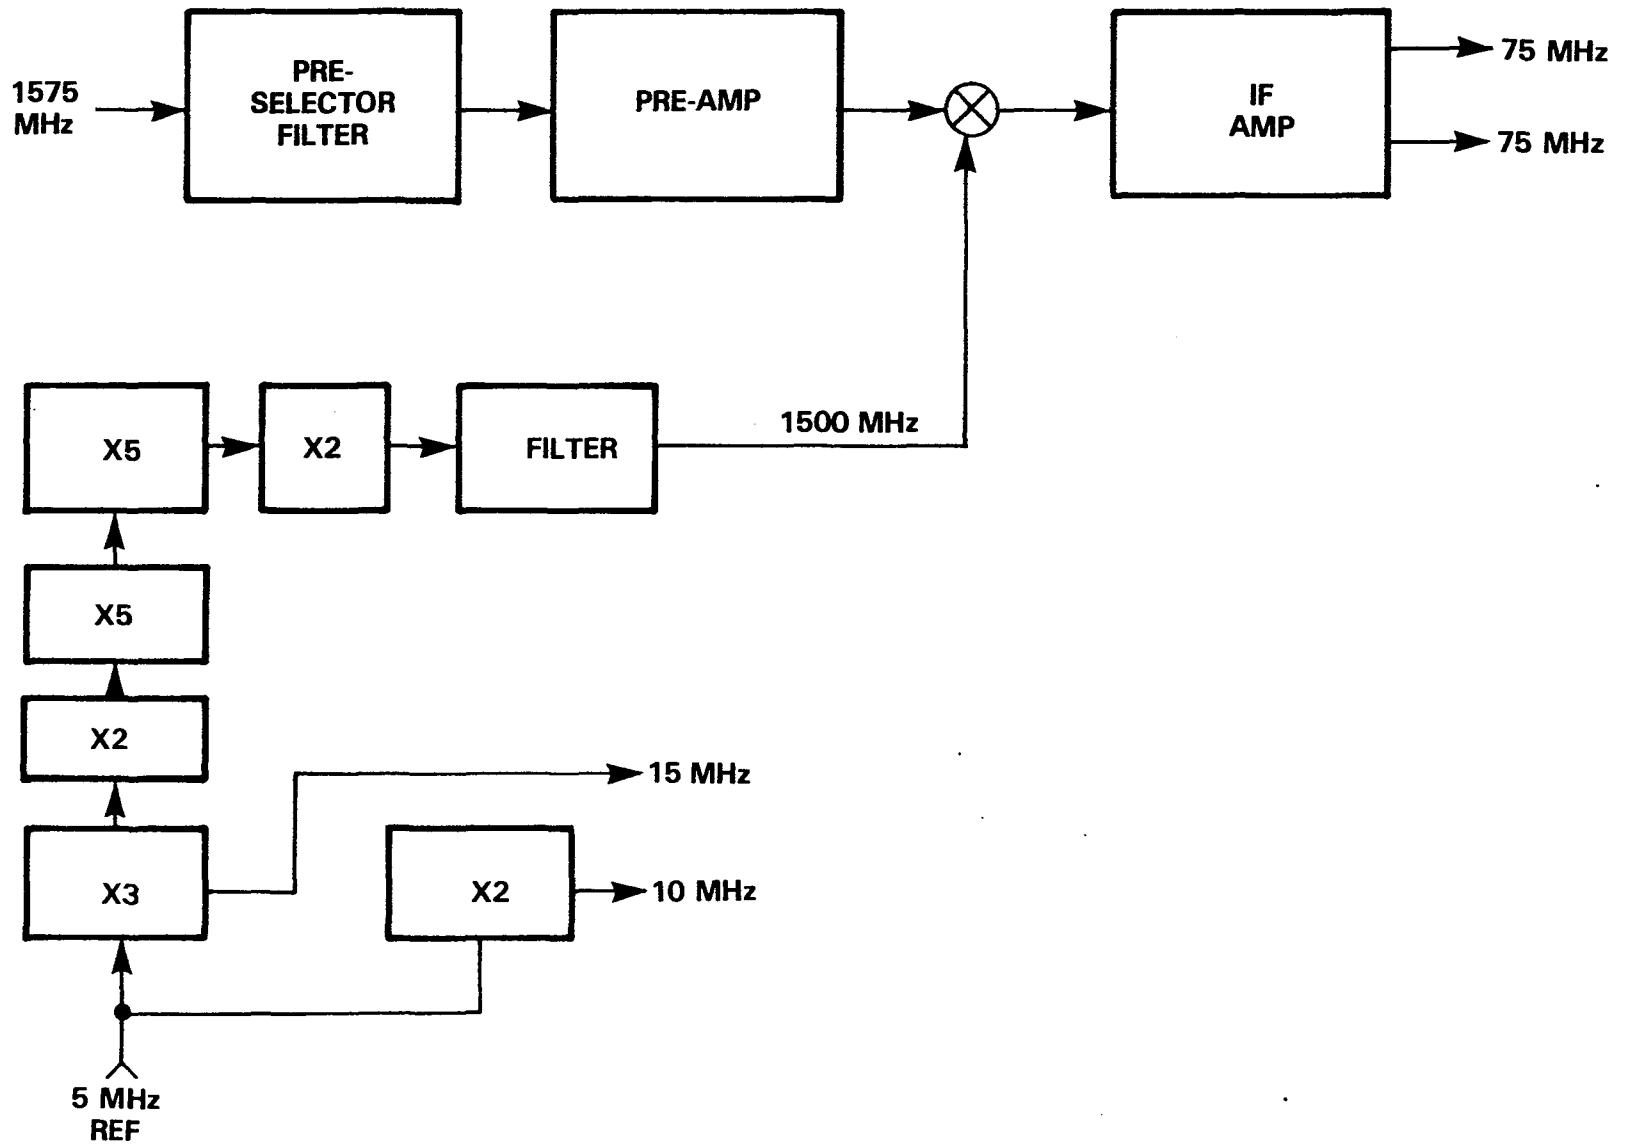 1575
MHz
PRE-
SELECTOR
FILTER
PRE-AMP
IF
AMP
75 MHz
75 MHz
X5
X2
FILTER
1500 MHz
X5
X2
15 MHz
X3
X2
10 MHz
5 MHz
REF